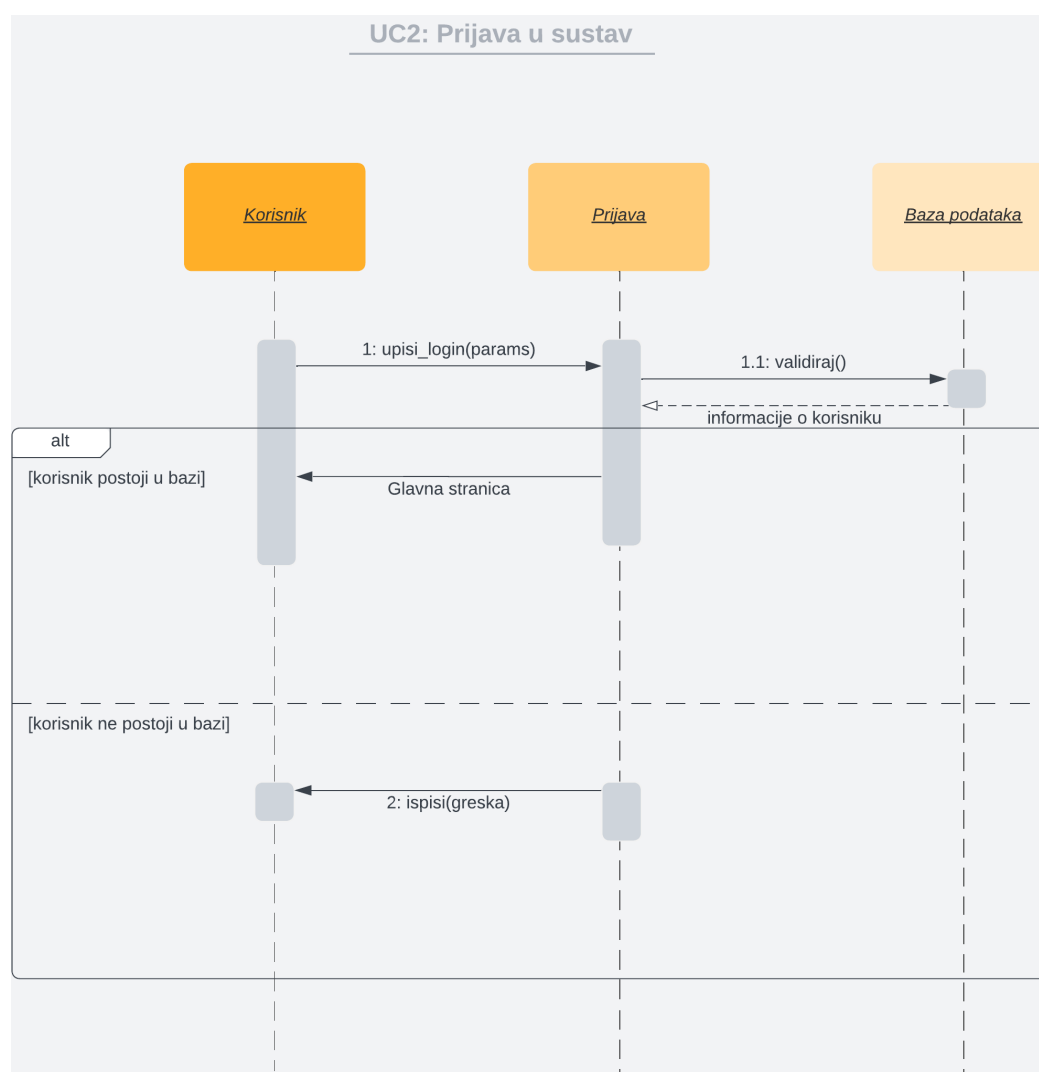 UC2: Prijava u sustav
Korisnik
Prijava
Baza podataka
1: upisi_login(params)
1.1: validiraj()
informacije o korisniku
alt
[korisnik postoji u bazi]
Glavna stranica
[korisnik ne postoji u bazi]
2: ispisi(greska)